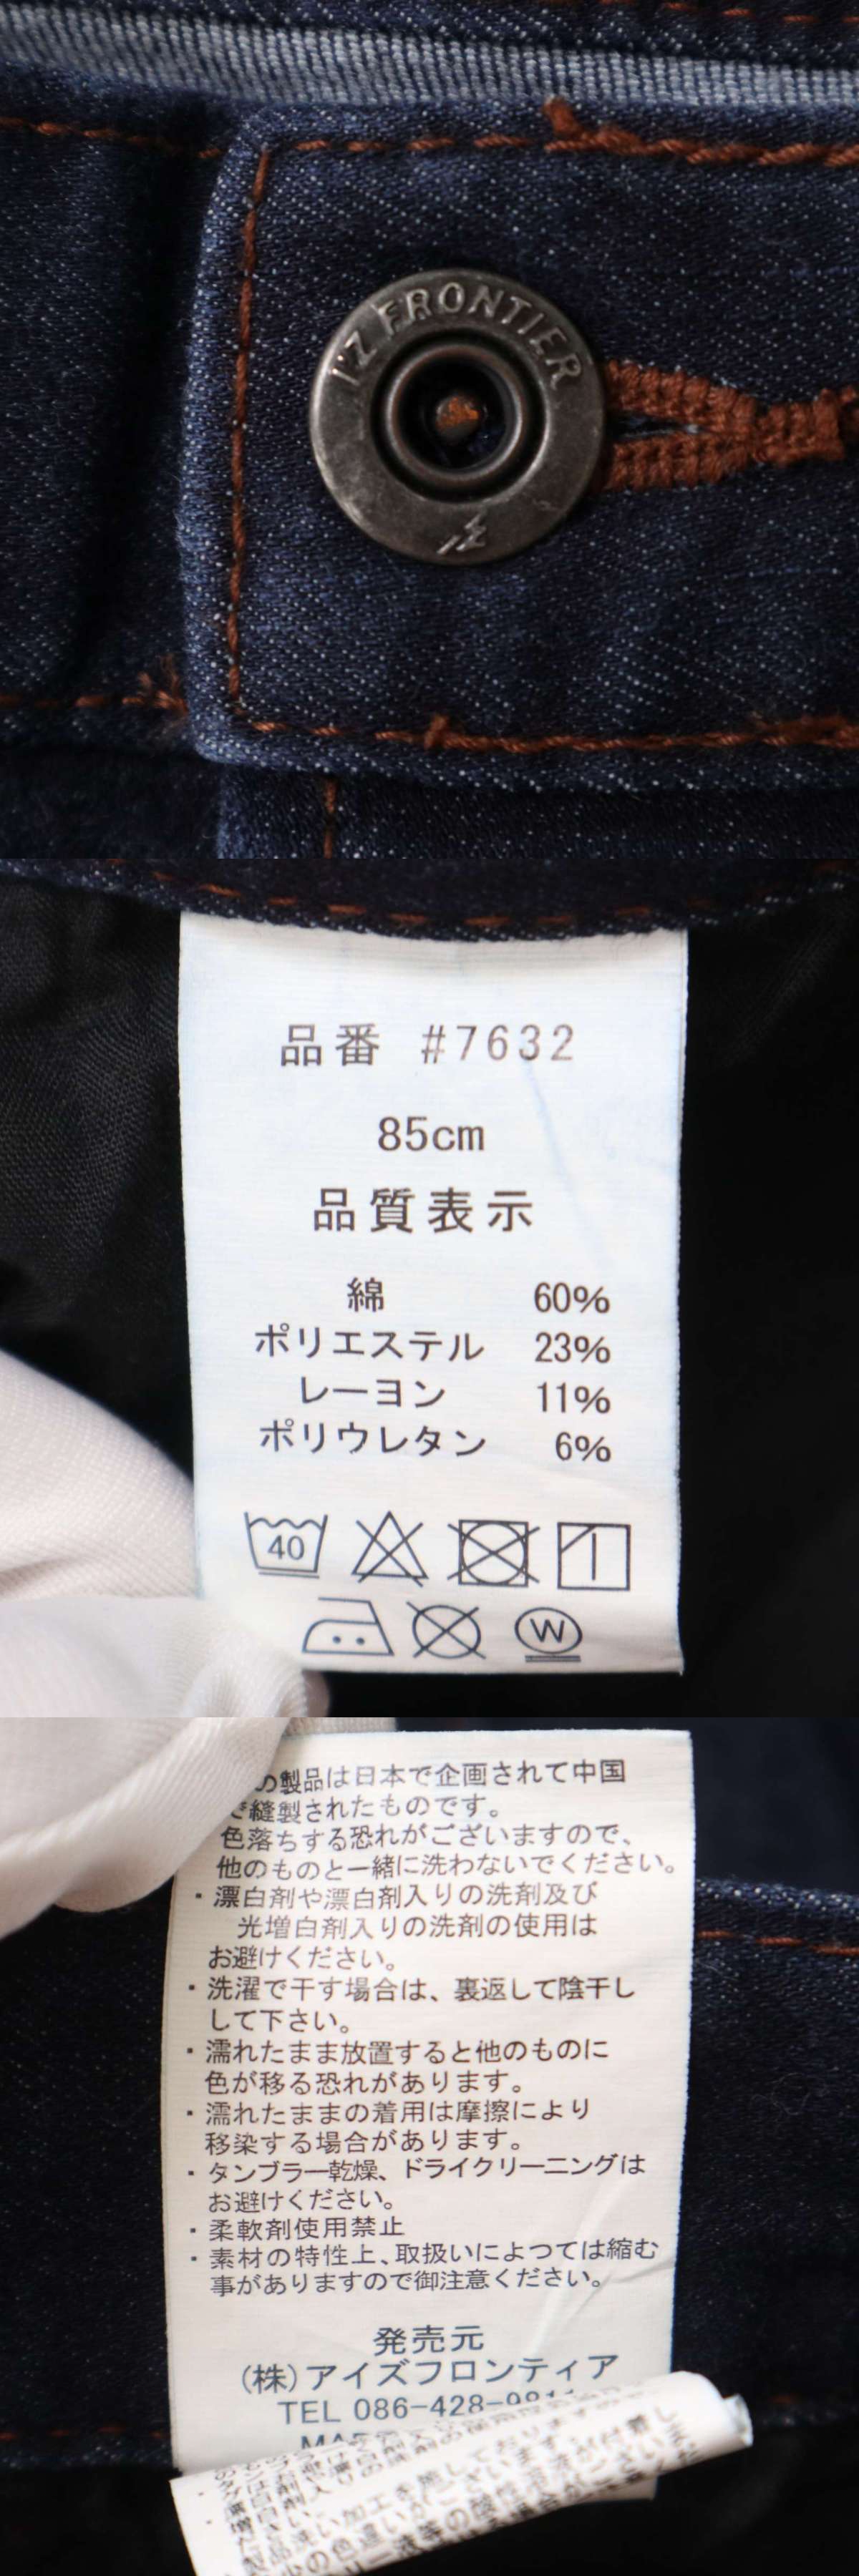 I'Z FRONTIER
I'Z
品番 #7632
85cm
品質表示
綿 60%
ポリエステル 23%
レーヨン 11%
ポリウレタン 6%
40
W
の製品は日本で企画されて中国
で縫製されたものです。
色落ちする恐れがございますので、
他のものと一緒に洗わないでください。
・漂白剤や漂白剤入りの洗剤及び
光増白剤入りの洗剤の使用は
お避けください。
・洗濯で干す場合は、裏返して陰干し
して下さい。
・濡れたまま放置すると他のものに
色が移る恐れがあります。
・濡れたままの着用は摩擦により
移染する場合があります。
・タンブラー乾燥、ドライクリーニングは
お避けください。
・柔軟剤使用禁止
・素材の特性上、取扱いによつては縮む
事がありますので御注意ください。
発売元
(株)アイズフロンティア
TEL 086-428-981